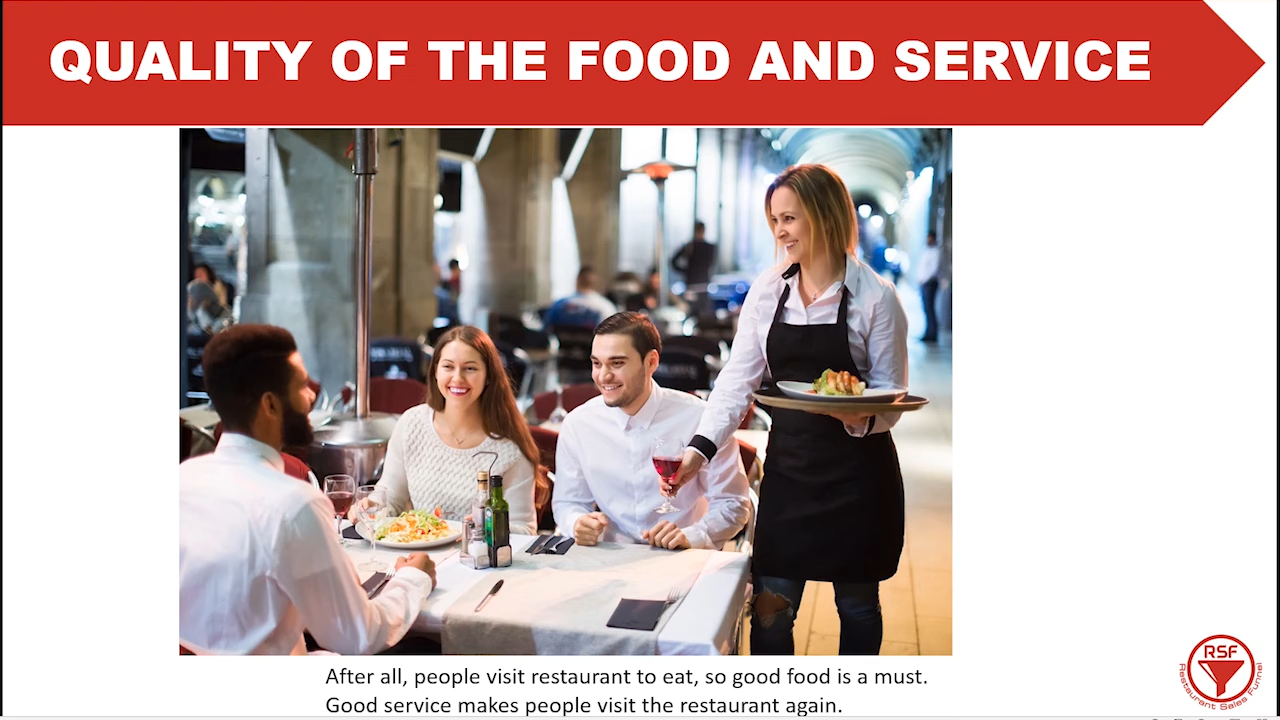 QUALITY OF THE FOOD AND SERVICE
After all, people visit restaurant to eat, so good food is a must.
Good service makes people visit the restaurant again.
RSF
Restaurant Sales Funnel